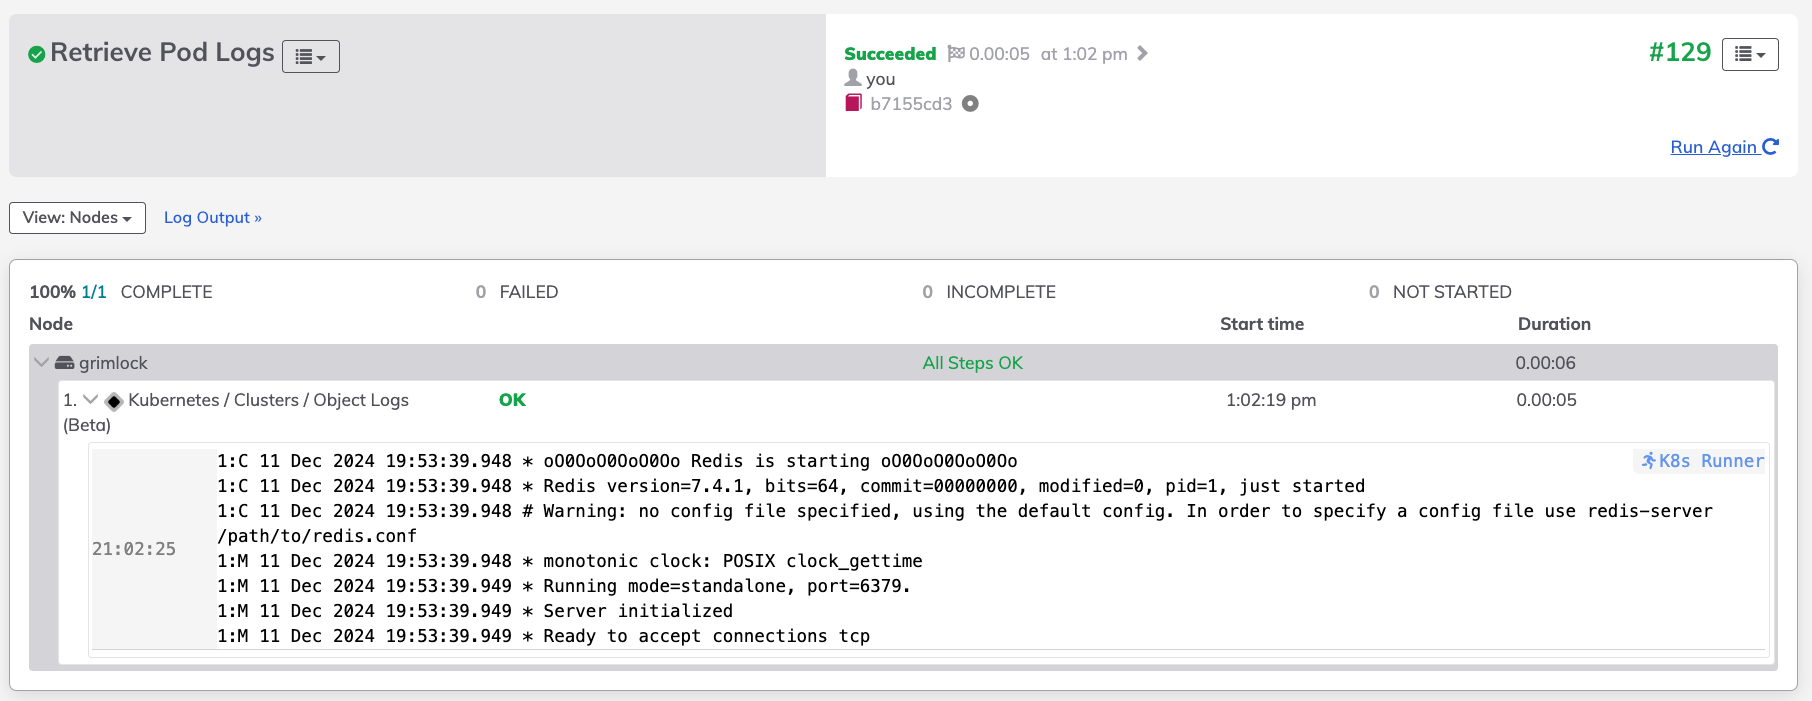 Retrieve Pod Logs
Succeeded 0.00:05 at 1:02 pm
#129
you
b7155cd3
Run Again
View: Nodes
Log Output »
100% 1/1 COMPLETE 0 FAILED 0 INCOMPLETE 0 NOT STARTED
Node Start time Duration
grimlock All Steps OK 0.00:06
1. Kubernetes / Clusters / Object Logs OK 1:02:19 pm 0.00:05
(Beta)
K8s Runner
21:02:25
1:C 11 Dec 2024 19:53:39.948 * oO0OoO0OoO0Oo Redis is starting oO0OoO0OoO0Oo
1:C 11 Dec 2024 19:53:39.948 * Redis version=7.4.1, bits=64, commit=00000000, modified=0, pid=1, just started
1:C 11 Dec 2024 19:53:39.948 # Warning: no config file specified, using the default config. In order to specify a config file use redis-server
/path/to/redis.conf
1:M 11 Dec 2024 19:53:39.948 * monotonic clock: POSIX clock_gettime
1:M 11 Dec 2024 19:53:39.949 * Running mode=standalone, port=6379.
1:M 11 Dec 2024 19:53:39.949 * Server initialized
1:M 11 Dec 2024 19:53:39.949 * Ready to accept connections tcp